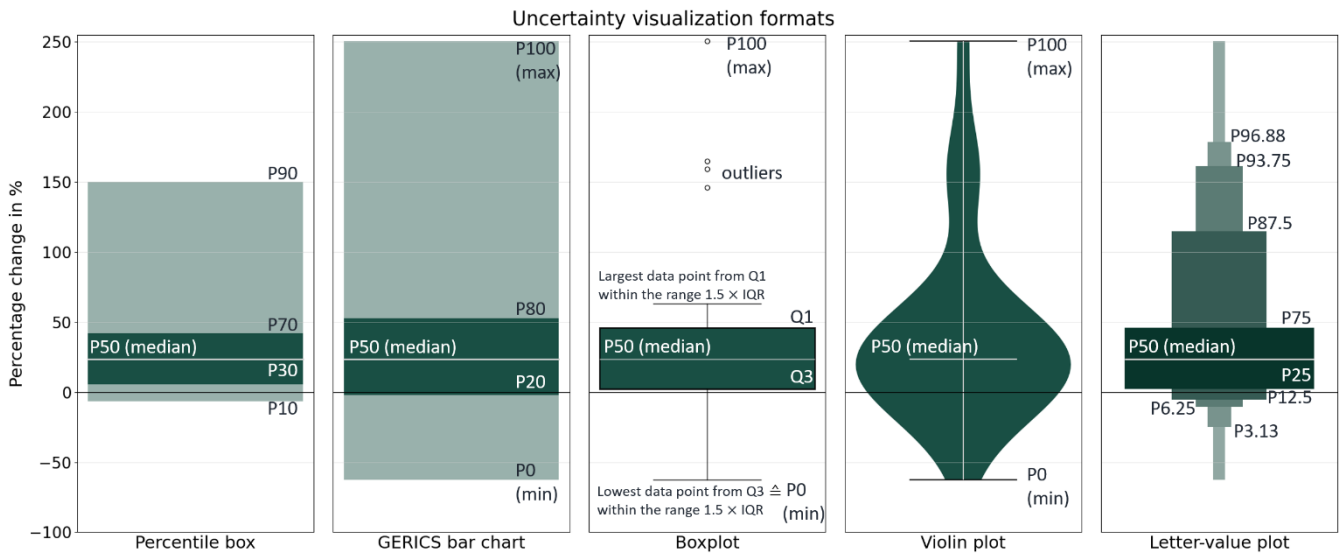 Uncertainty visualization formats
Percentage change in %
250
200
150
100
50
0
−50
−100
P90
P70
P50 (median)
P30
P10
Percentile box
P100
(max)
P80
P50 (median)
P20
P0
(min)
GERICS bar chart
P100
(max)
outliers
Largest data point from Q1
within the range 1.5 × IQR
Q1
P50 (median)
Q3
Lowest data point from Q3 ≙ P0
within the range 1.5 × IQR (min)
Boxplot
P100
(max)
P50 (median)
P0
(min)
Violin plot
P96.88
P93.75
P87.5
P75
P50 (median)
P25
P12.5
P6.25
P3.13
Letter-value plot